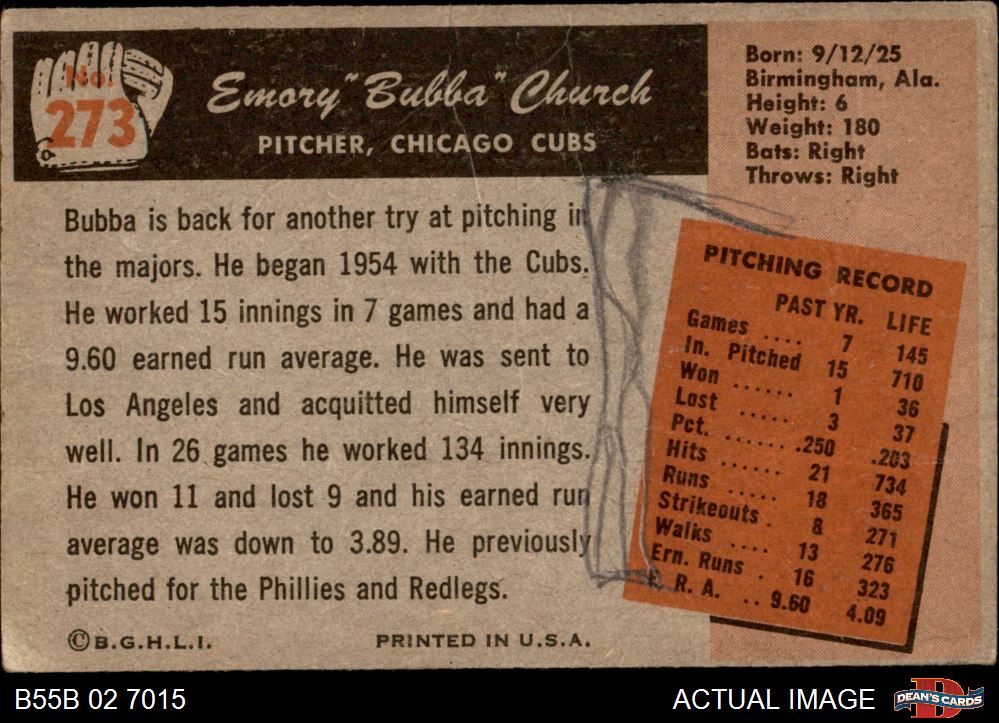 No.
273
Emory "Bubba" Church
PITCHER, CHICAGO CUBS
Born: 9/12/25
Birmingham, Ala.
Height: 6
Weight: 180
Bats: Right
Throws: Right
Bubba is back for another try at pitching in
the majors. He began 1954 with the Cubs.
He worked 15 innings in 7 games and had a
9.60 earned run average. He was sent to
Los Angeles and acquitted himself very
well. In 26 games he worked 134 innings.
He won 11 and lost 9 and his earned run
average was down to 3.89. He previously
pitched for the Phillies and Redlegs.
©B.G.H.L.I.
PRINTED IN U.S.A.
PITCHING RECORD
PAST YR. LIFE
Games .... 7 145
In. Pitched 15 710
Won ...... 1 36
Lost ..... 3 37
Pct. ...... .250 .203
Hits ...... 21 734
Runs ..... 18 365
Strikeouts . 8 271
Walks .... 13 276
Ern. Runs . 16 323
E. R. A. .. 9.60 4.09
B55B 02 7015
ACTUAL IMAGE
DEAN'S CARDS